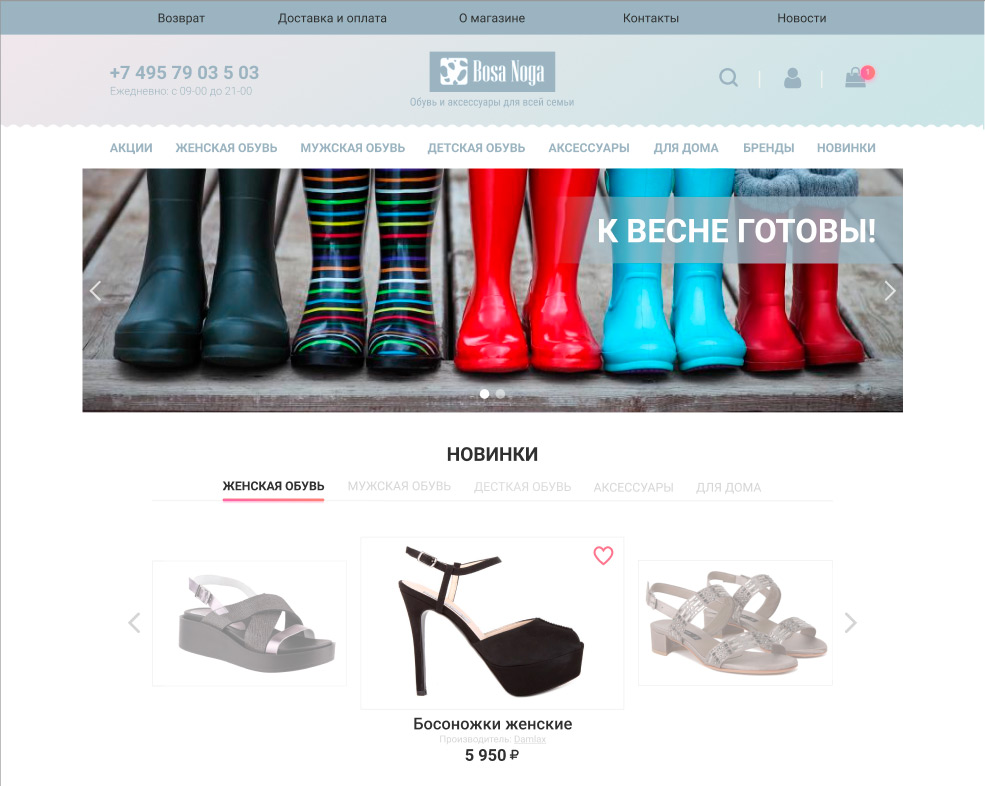 Возврат Доставка и оплата О магазине Контакты Новости
+7 495 79 03 5 03
Ежедневно: с 09-00 до 21-00
Bosa Noga
Обувь и аксессуары для всей семьи
1
АКЦИИ ЖЕНСКАЯ ОБУВЬ МУЖСКАЯ ОБУВЬ ДЕТСКАЯ ОБУВЬ АКСЕССУАРЫ ДЛЯ ДОМА БРЕНДЫ НОВИНКИ
К ВЕСНЕ ГОТОВЫ!
НОВИНКИ
ЖЕНСКАЯ ОБУВЬ МУЖСКАЯ ОБУВЬ ДЕСТКАЯ ОБУВЬ АКСЕССУАРЫ ДЛЯ ДОМА
Босоножки женские
Производитель: Damlax
5 950 ₽